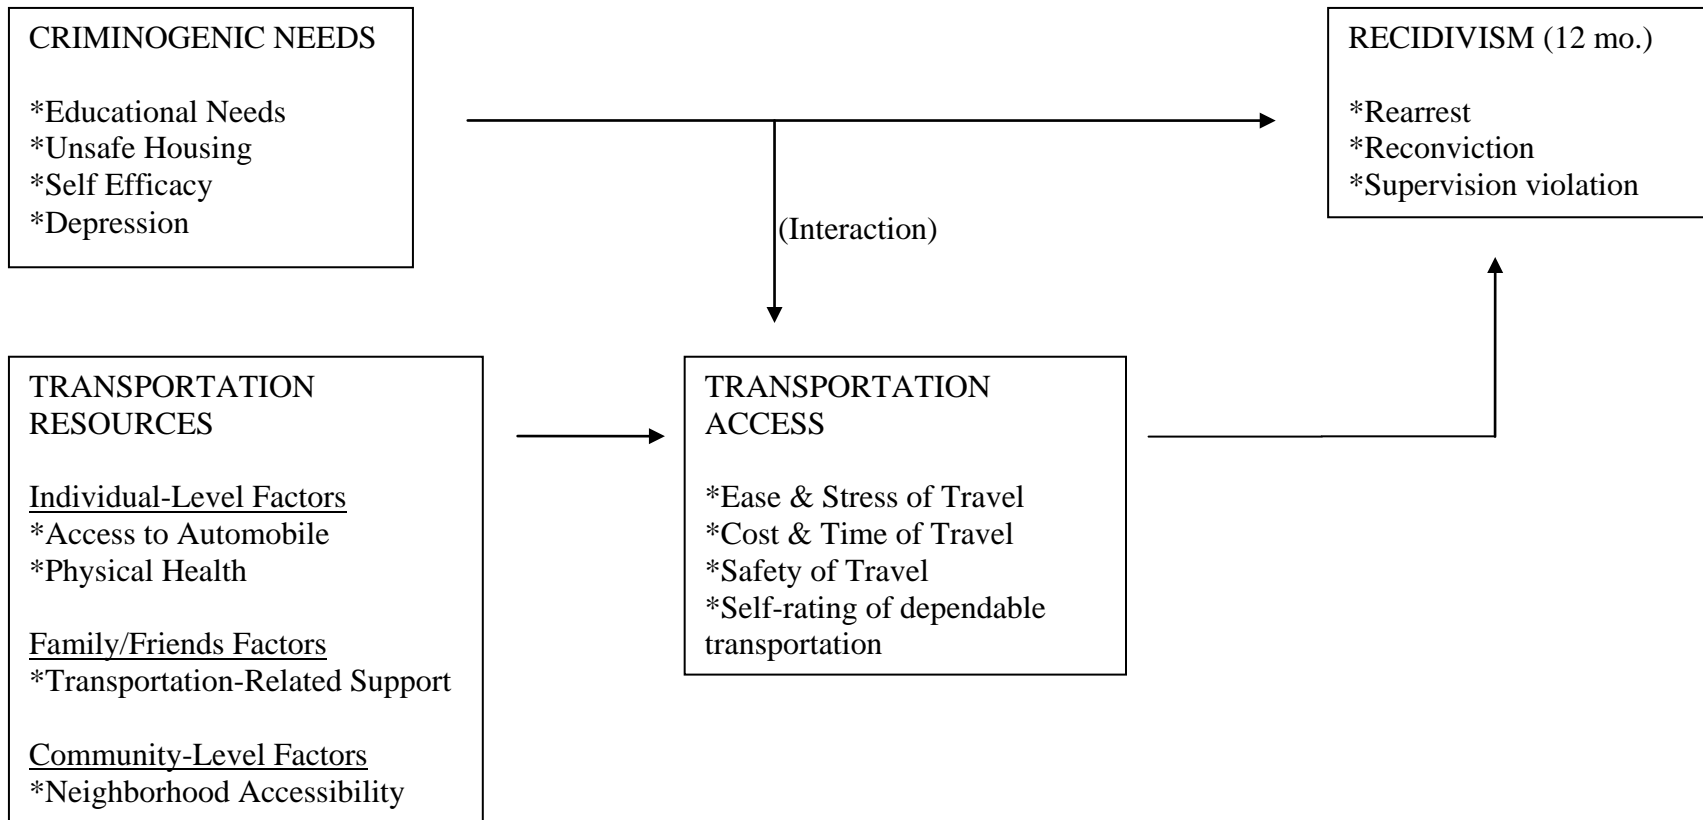 CRIMINOGENIC NEEDS
*Educational Needs
*Unsafe Housing
*Self Efficacy
*Depression
RECIDIVISM (12 mo.)
*Rearrest
*Reconviction
*Supervision violation
(Interaction)
TRANSPORTATION
RESOURCES
Individual-Level Factors
*Access to Automobile
*Physical Health
Family/Friends Factors
*Transportation-Related Support
Community-Level Factors
*Neighborhood Accessibility
TRANSPORTATION
ACCESS
*Ease & Stress of Travel
*Cost & Time of Travel
*Safety of Travel
*Self-rating of dependable
transportation